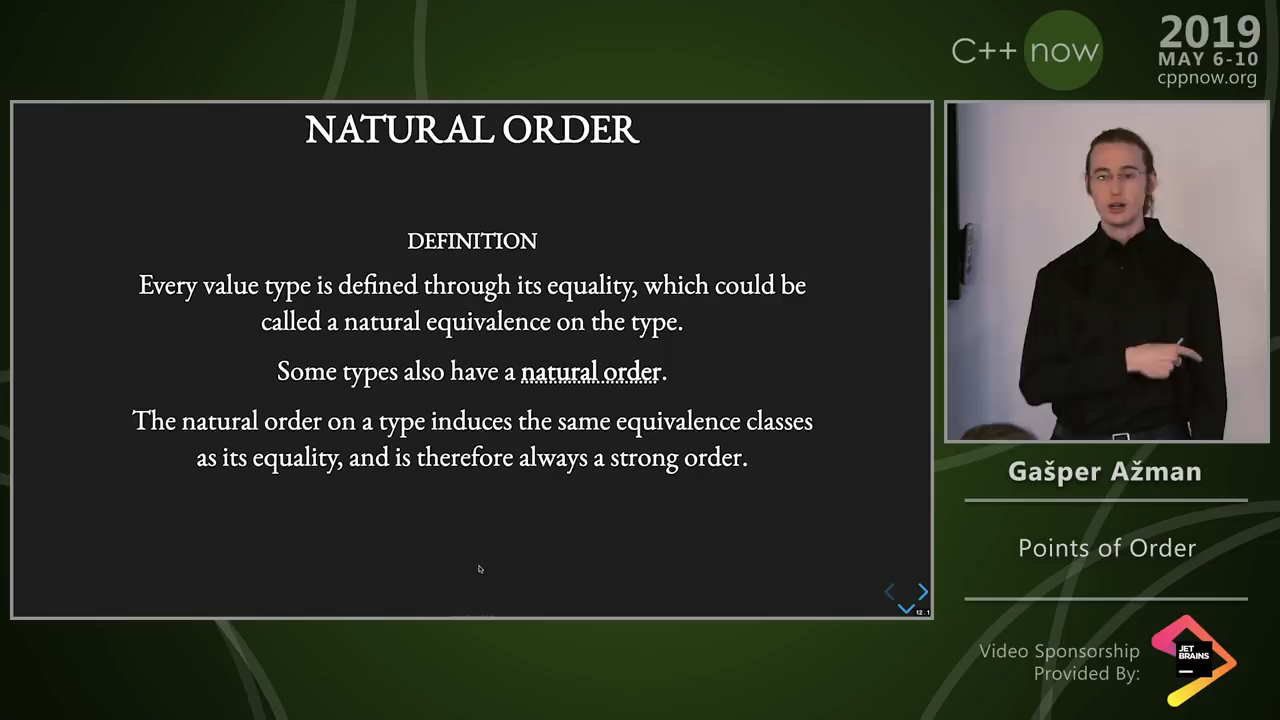 C++ now
2019
MAY 6-10
cppnow.org
NATURAL ORDER
DEFINITION
Every value type is defined through its equality, which could be
called a natural equivalence on the type.
Some types also have a natural order.
The natural order on a type induces the same equivalence classes
as its equality, and is therefore always a strong order.
12.1
Gašper Ažman
Points of Order
Video Sponsorship
Provided By:
JET
BRAINS